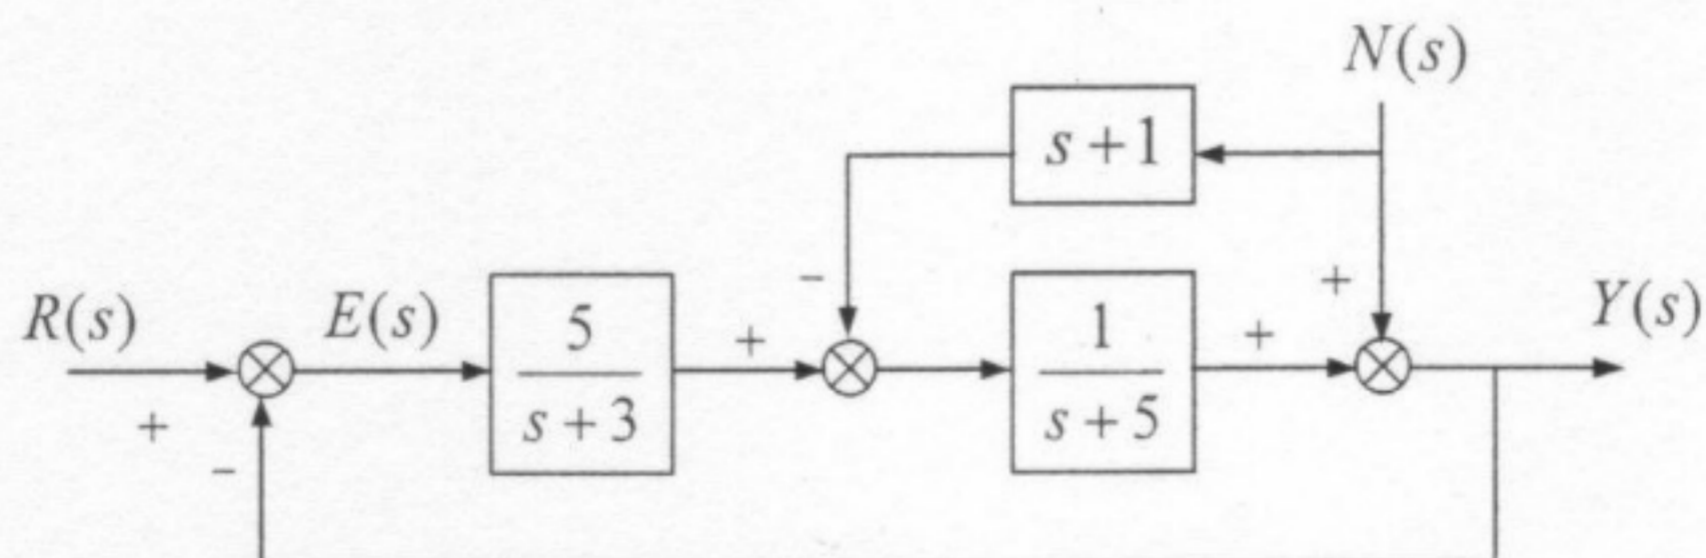 N(s)
s+1
R(s)
+
-
E(s)
5
s+3
+
-
1
s+5
+
+
Y(s)